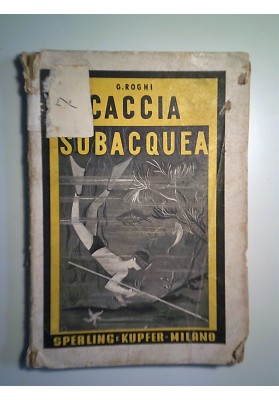 G. ROGHI
CACCIA
SUBACQUEA
SPERLING E KUPFER - MILANO